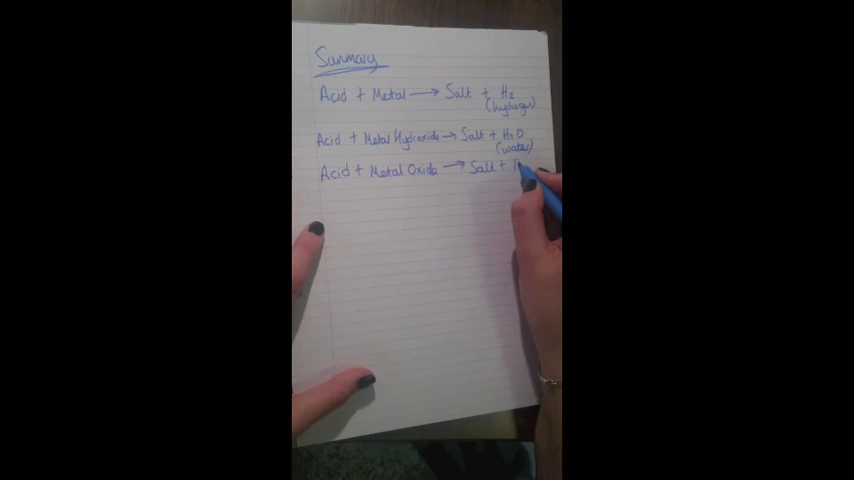 Summary
Acid + Metal → Salt + H₂
(hydrogen)
Acid + Metal Hydroxide → Salt + H₂O
(water)
Acid + Metal Oxide → Salt +